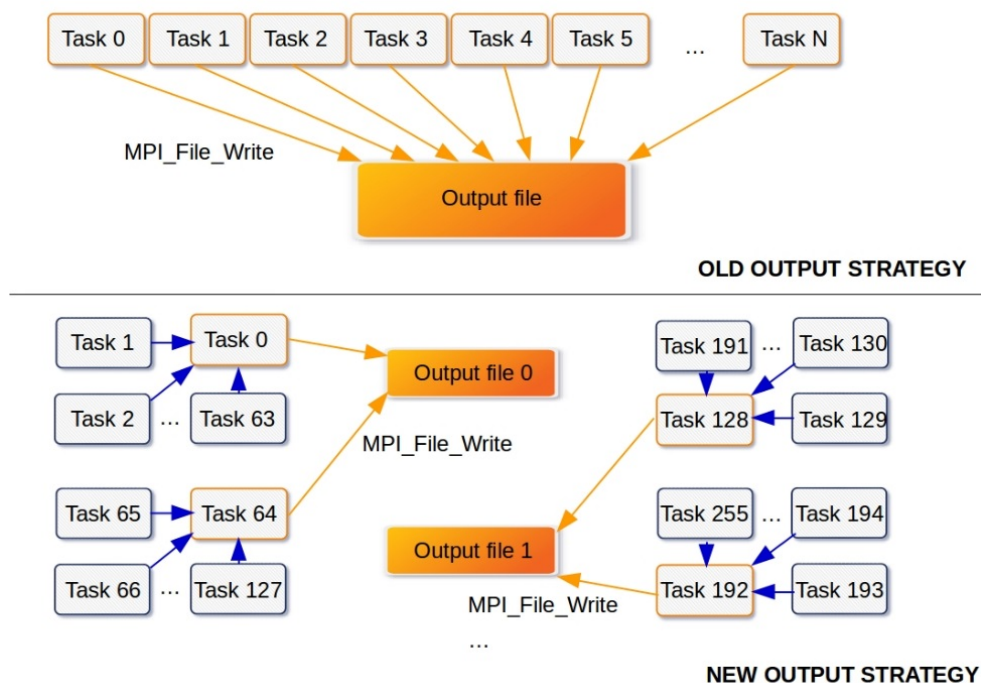 Task 0 Task 1 Task 2 Task 3 Task 4 Task 5 ... Task N
MPI_File_Write
Output file
OLD OUTPUT STRATEGY
Task 1 Task 0
Task 2 ... Task 63
Output file 0
MPI_File_Write
Task 191 ... Task 130
Task 128 Task 129
Task 65 Task 64
Task 66 ... Task 127
Output file 1
MPI_File_Write
...
Task 255 ... Task 194
Task 192 Task 193
NEW OUTPUT STRATEGY